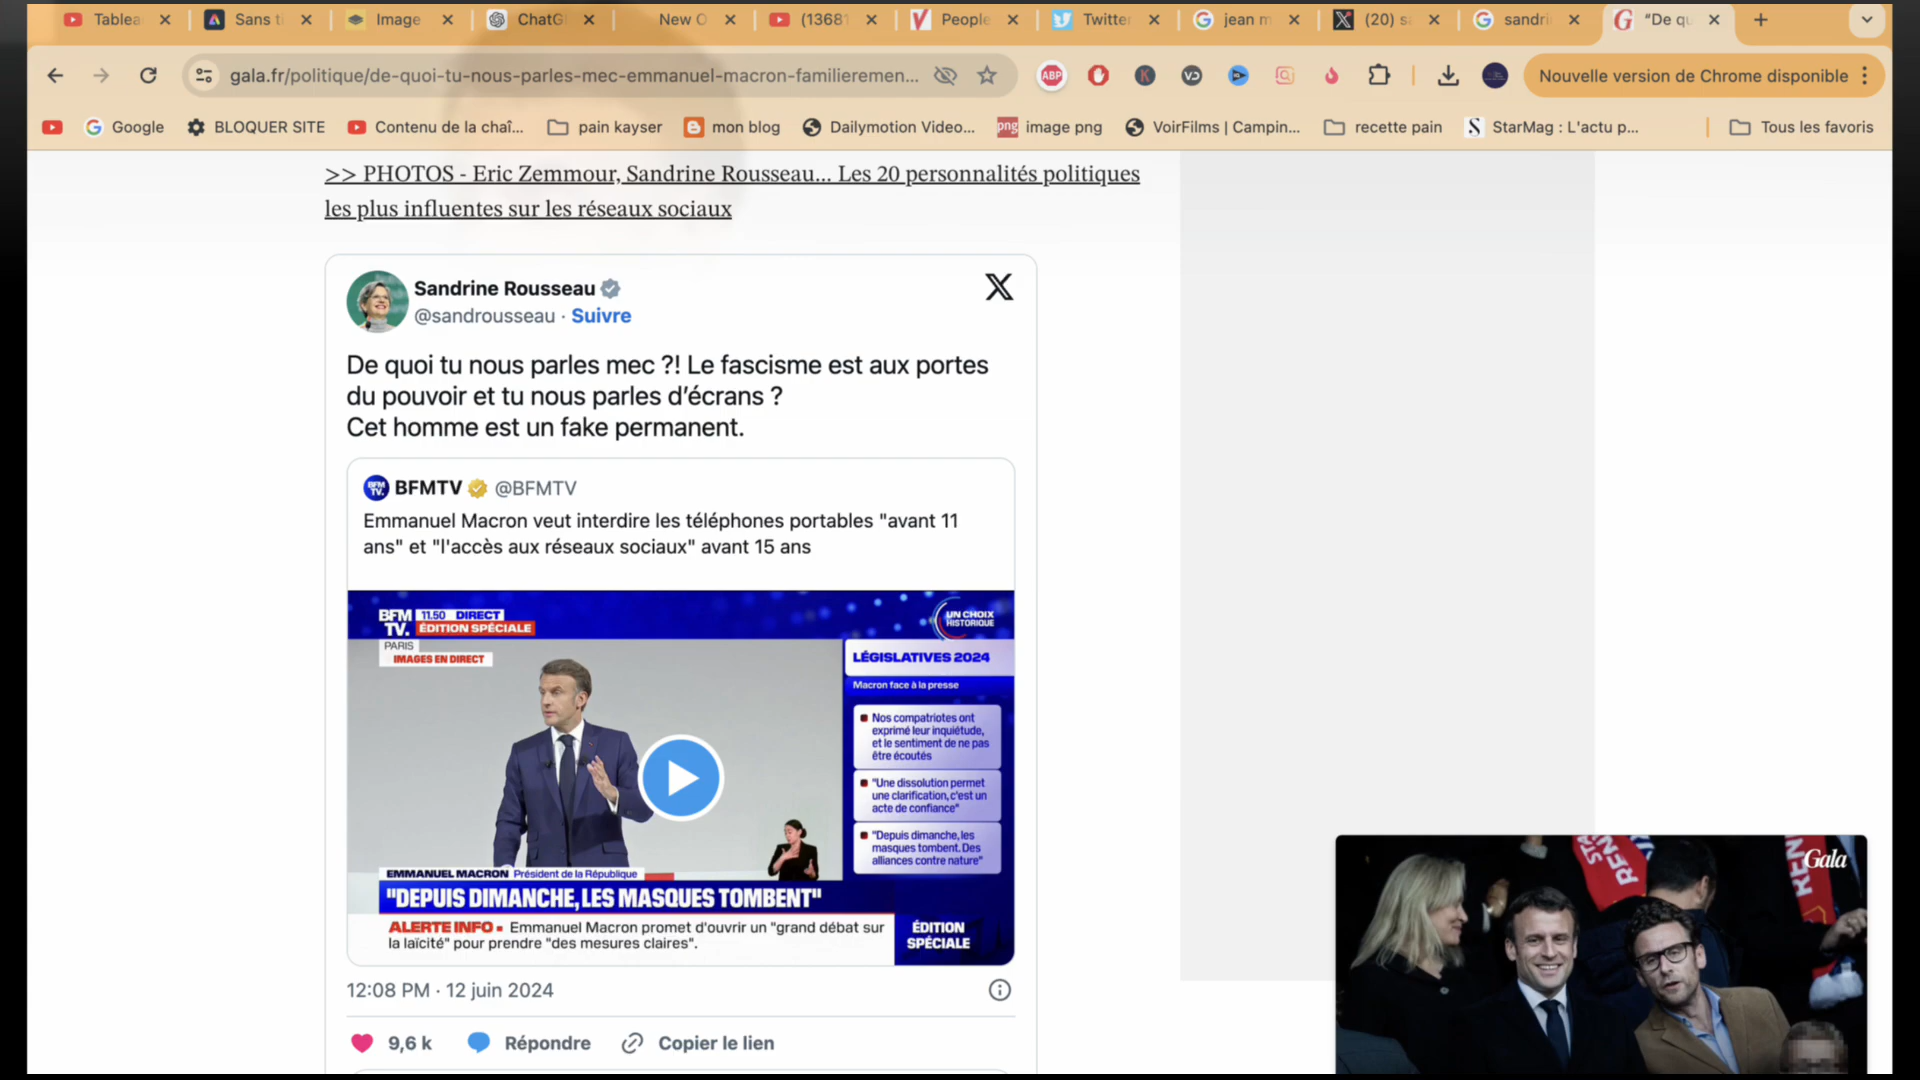 Tablea
Sans ti
Image
ChatG
New O
(1368
People
Twitter
jean m
(20) s
sandri
"De qu
gala.fr/politique/de-quoi-tu-nous-parles-mec-emmanuel-macron-familieremen...
ABP
Nouvelle version de Chrome disponible
Google
BLOQUER SITE
Contenu de la chaî...
pain kayser
mon blog
Dailymotion Video...
png
image png
VoirFilms | Campin...
recette pain
StarMag : L'actu p...
Tous les favoris
>> PHOTOS - Eric Zemmour, Sandrine Rousseau... Les 20 personnalités politiques
les plus influentes sur les réseaux sociaux
Sandrine Rousseau
@sandrousseau · Suivre
De quoi tu nous parles mec ?! Le fascisme est aux portes
du pouvoir et tu nous parles d'écrans ?
Cet homme est un fake permanent.
BFM TV.
BFMTV @BFMTV
Emmanuel Macron veut interdire les téléphones portables "avant 11
ans" et "l'accès aux réseaux sociaux" avant 15 ans
BFM 11.50 DIRECT
TV. ÉDITION SPÉCIALE
PARIS
IMAGES EN DIRECT
UN CHOIX
HISTORIQUE
LÉGISLATIVES 2024
Macron face à la presse
Nos compatriotes ont
exprimé leur inquiétude,
et le sentiment de ne pas
être écoutés
"Une dissolution permet
une clarification, c'est un
acte de confiance"
"Depuis dimanche, les
masques tombent. Des
alliances contre nature"
EMMANUEL MACRON Président de la République
"DEPUIS DIMANCHE, LES MASQUES TOMBENT"
ALERTE INFO Emmanuel Macron promet d'ouvrir un "grand débat sur
la laïcité" pour prendre "des mesures claires".
ÉDITION
SPÉCIALE
12:08 PM · 12 juin 2024
9,6 k
Répondre
Copier le lien
Gala